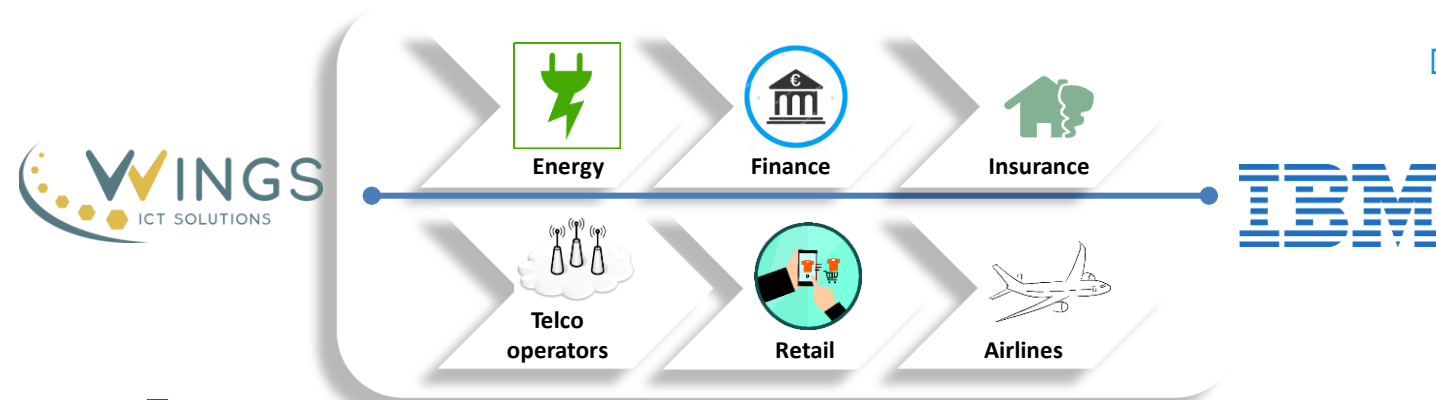 WINGS
ICT SOLUTIONS
Energy
Finance
Insurance
€
IBM
Telco
operators
Retail
Airlines